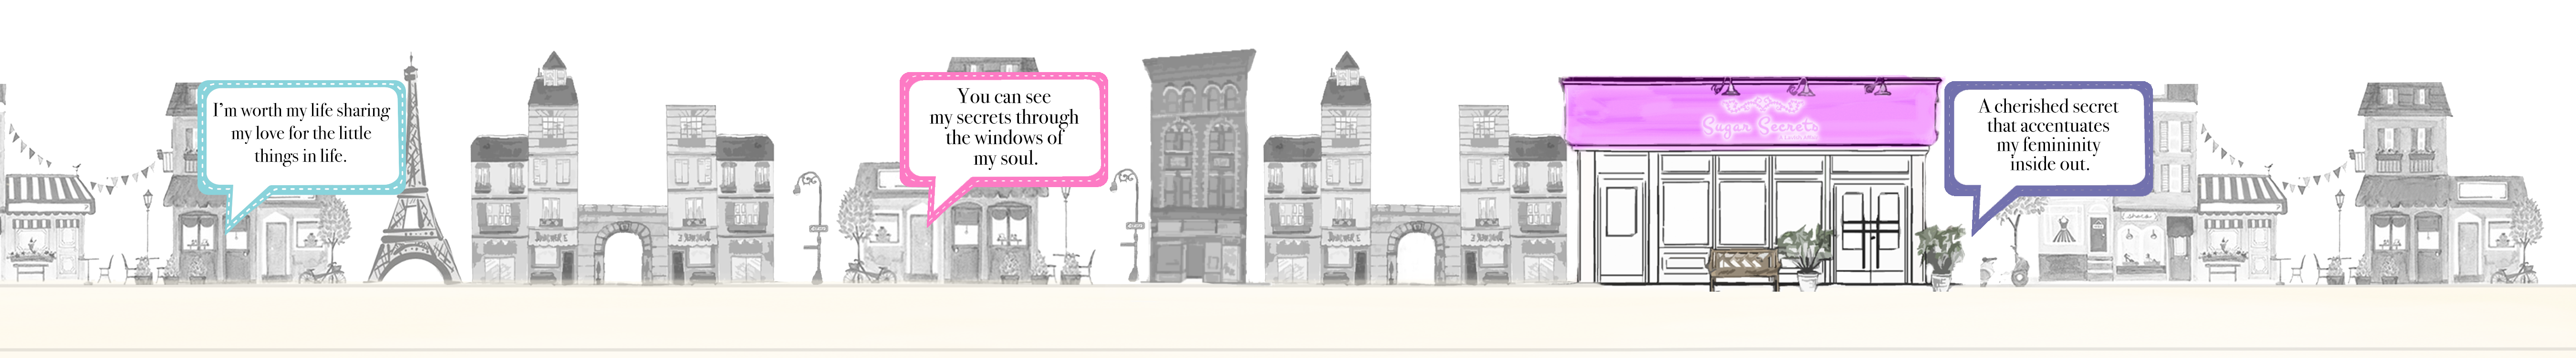 I'm worth my life sharing
my love for the little
things in life.
You can see
my secrets through
the windows of
my soul.
Sugar Secrets
A cherished secret
that accentuates
my femininity
inside out.